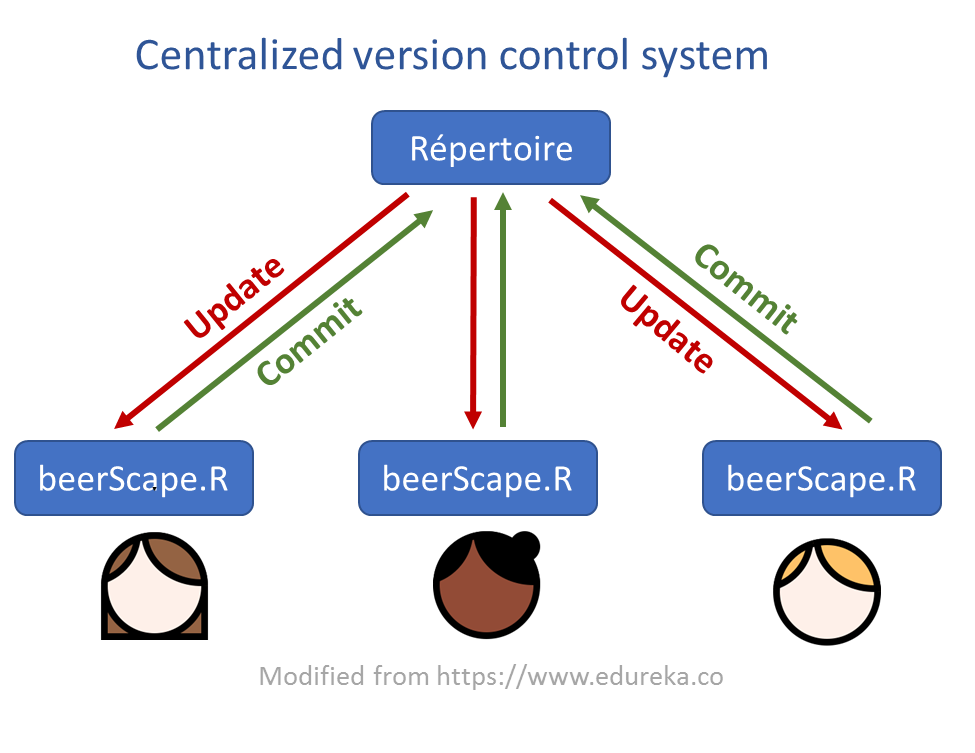 Centralized version control system
Répertoire
Update
Commit
Commit
Update
beerScape.R
beerScape.R
beerScape.R
Modified from https://www.edureka.co